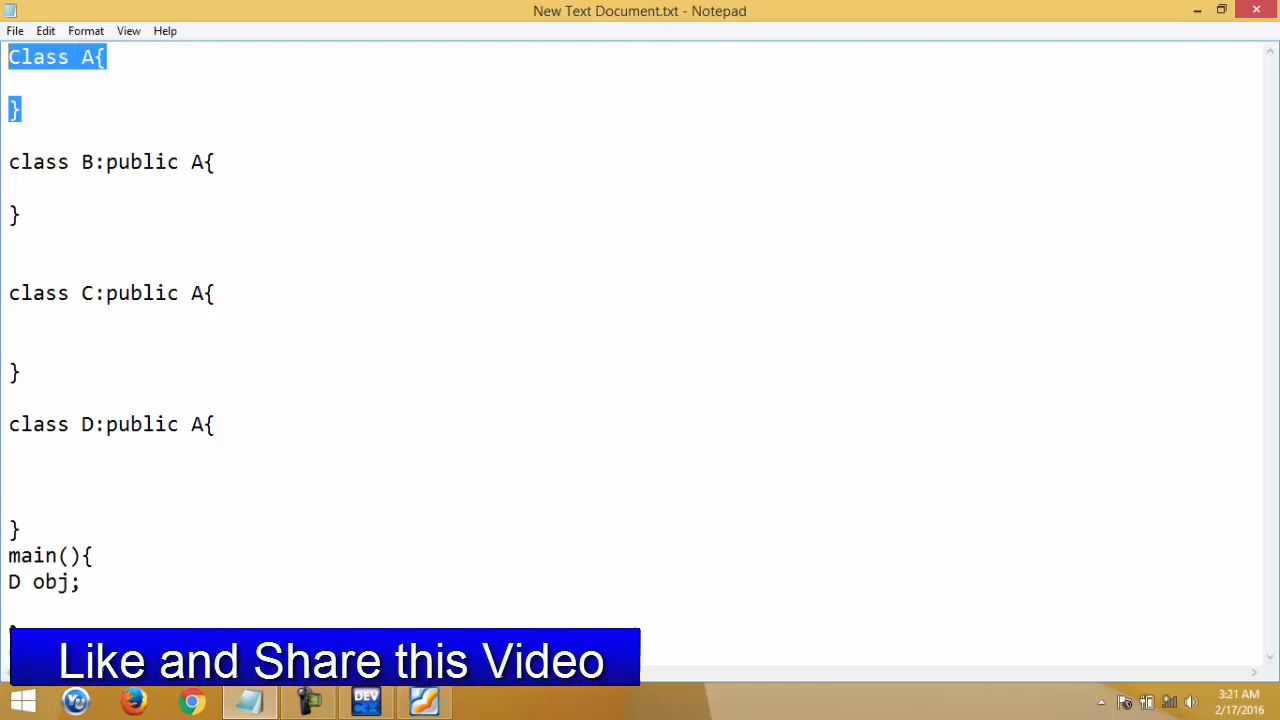 New Text Document.txt - Notepad
File Edit Format View Help
Class A{
}
class B:public A{
}
class C:public A{
}
class D:public A{
}
main(){
D obj;
Like and Share this Video
DEV
3:21 AM
2/17/2016